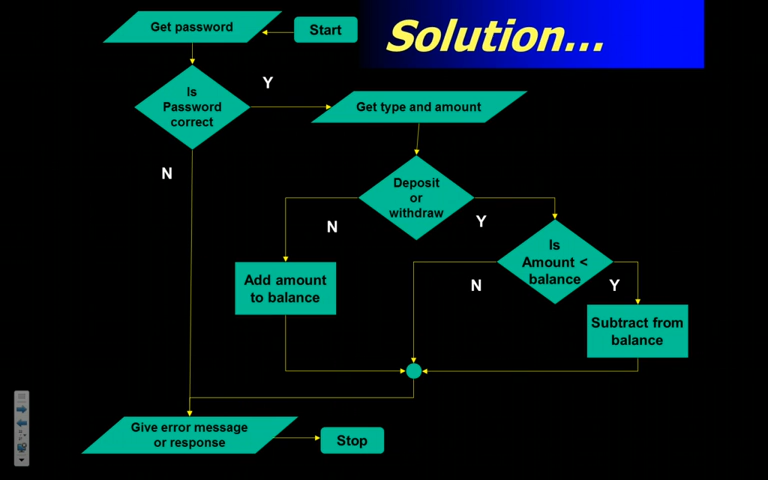 Solution...
Start
Get password
Is
Password
correct
Y
N
Get type and amount
Deposit
or
withdraw
N
Y
Add amount
to balance
Is
Amount <
balance
N
Y
Subtract from
balance
Give error message
or response
Stop